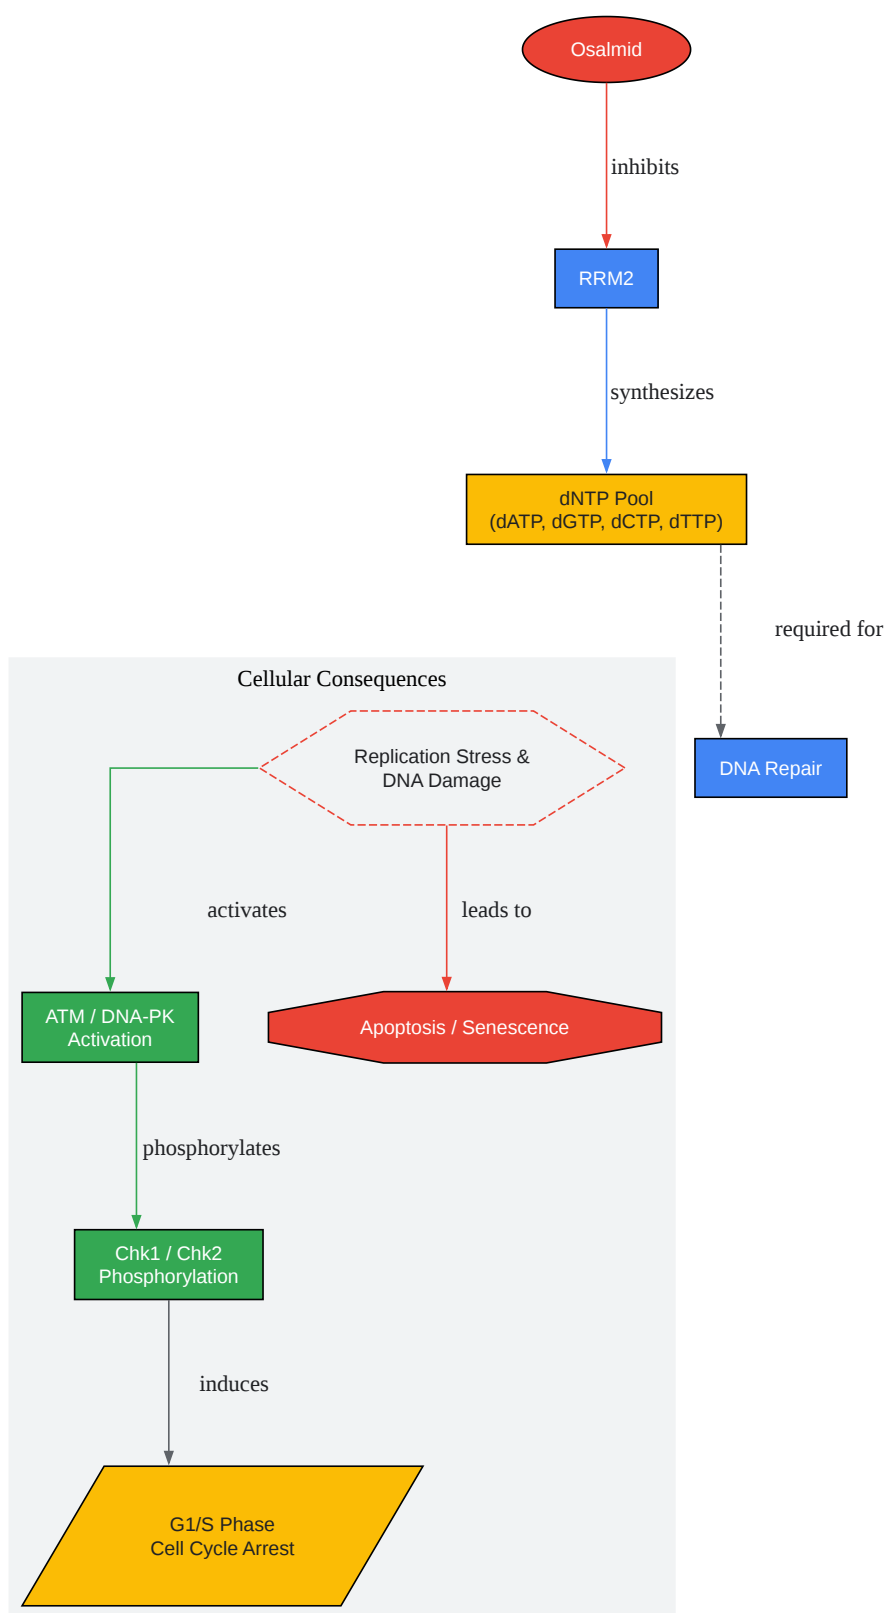 Osalmid
inhibits
RRM2
synthesizes
dNTP Pool
(dATP, dGTP, dCTP, dTTP)
required for
Cellular Consequences
Replication Stress &
DNA Damage
DNA Repair
activates
leads to
ATM / DNA-PK
Activation
Apoptosis / Senescence
phosphorylates
Chk1 / Chk2
Phosphorylation
induces
G1/S Phase
Cell Cycle Arrest